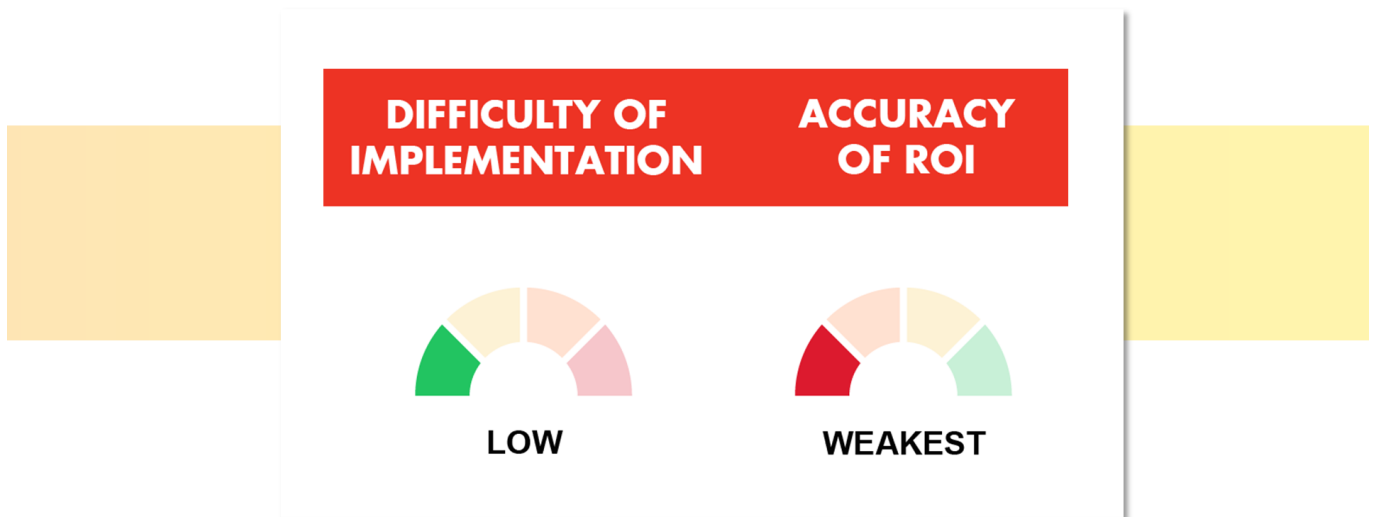 DIFFICULTY OF
IMPLEMENTATION
ACCURACY
OF ROI
LOW
WEAKEST